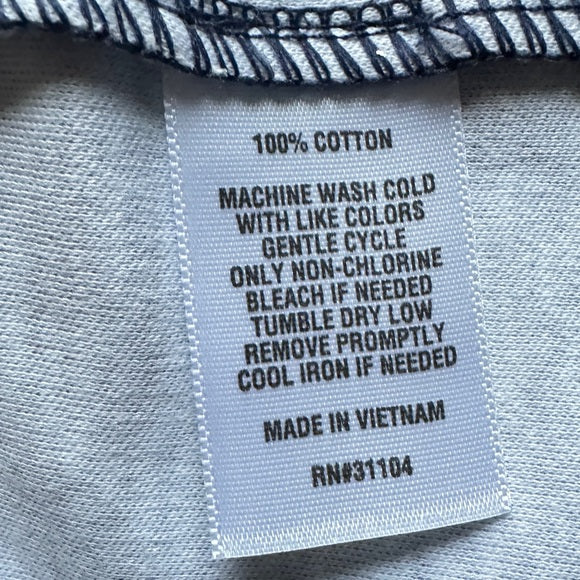 100% COTTON
MACHINE WASH COLD
WITH LIKE COLORS
GENTLE CYCLE
ONLY NON-CHLORINE
BLEACH IF NEEDED
TUMBLE DRY LOW
REMOVE PROMPTLY
COOL IRON IF NEEDED
MADE IN VIETNAM
RN#31104